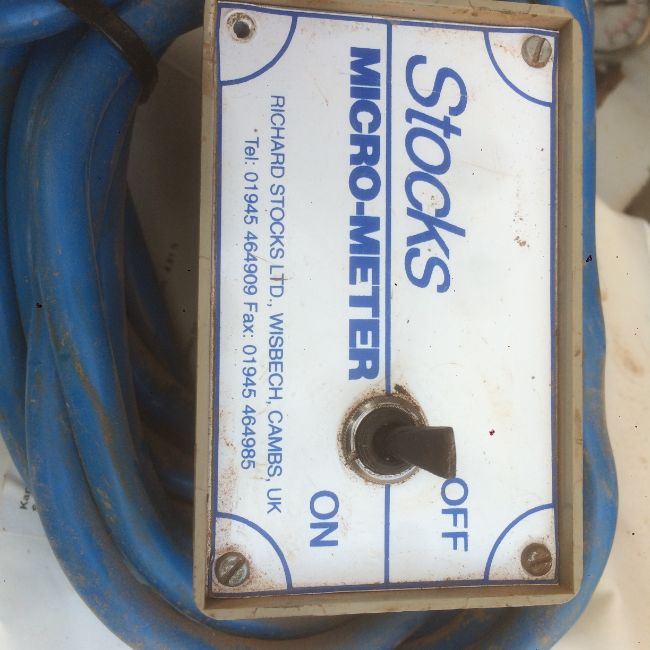 Stocks
MICRO-METER
OFF
ON
RICHARD STOCKS LTD., WISBECH, CAMBS, UK
Tel: 01945 464909 Fax: 01945 464985